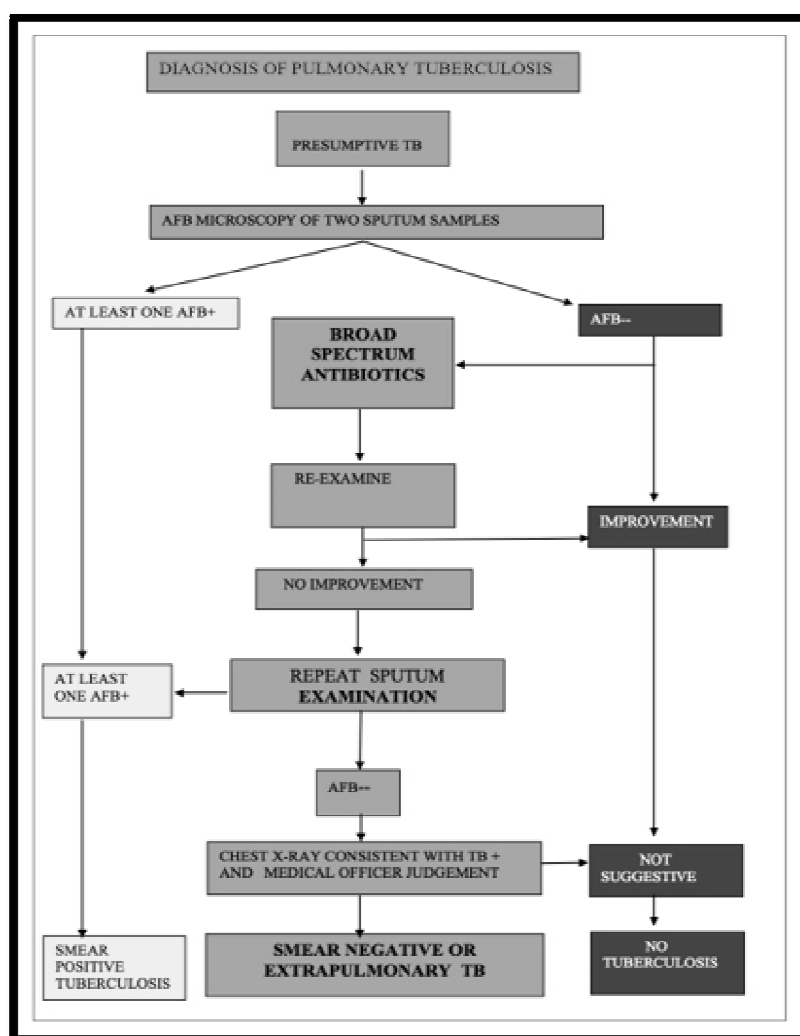 DIAGNOSIS OF PULMONARY TUBERCULOSIS
PRESUMPTIVE TB
AFB MICROSCOPY OF TWO SPUTUM SAMPLES
AT LEAST ONE AFB+
AFB--
BROAD
SPECTRUM
ANTIBIOTICS
RE-EXAMINE
IMPROVEMENT
NO IMPROVEMENT
AT LEAST
ONE AFB+
REPEAT SPUTUM
EXAMINATION
AFB--
CHEST X-RAY CONSISTENT WITH TB +
AND MEDICAL OFFICER JUDGEMENT
NOT
SUGGESTIVE
SMEAR
POSITIVE
TUBERCULOSIS
SMEAR NEGATIVE OR
EXTRAPULMONARY TB
NO
TUBERCULOSIS